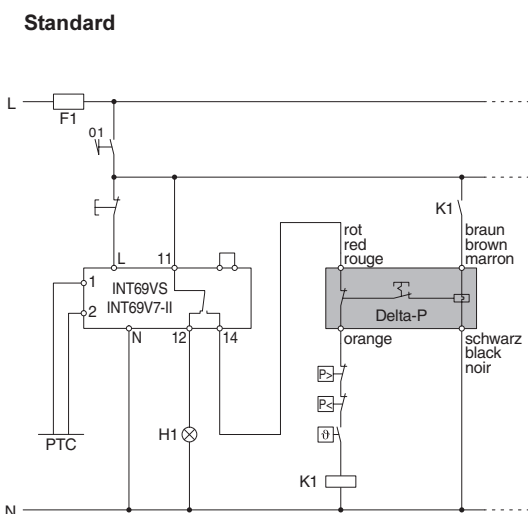 Standard
L
F1
01
K1
rot
red
rouge
braun
brown
marron
L
11
1
INT69VS
INT69V7-II
2
Delta-P
N
12
14
orange
schwarz
black
noir
P>
P<
H1
ϑ
PTC
K1
N